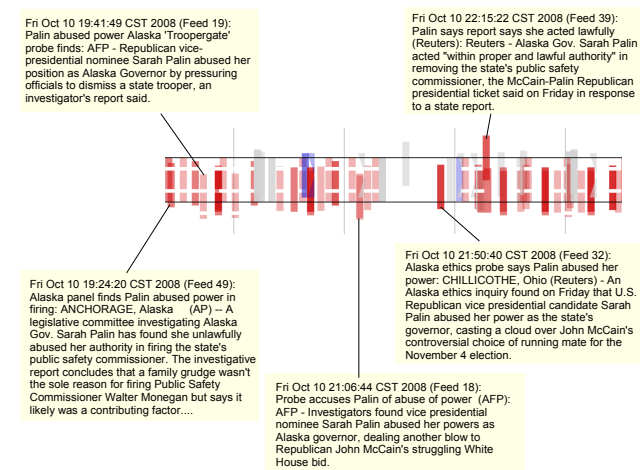 Fri Oct 10 19:41:49 CST 2008 (Feed 19):
Palin abused power Alaska 'Troopergate'
probe finds: AFP - Republican vice-
presidential nominee Sarah Palin abused her
position as Alaska Governor by pressuring
officials to dismiss a state trooper, an
investigator's report said.
Fri Oct 10 22:15:22 CST 2008 (Feed 39):
Palin says report says she acted lawfully
(Reuters): Reuters - Alaska Gov. Sarah Palin
acted "within proper and lawful authority" in
removing the state's public safety
commissioner, the McCain-Palin Republican
presidential ticket said on Friday in response
to a state report.
Fri Oct 10 19:24:20 CST 2008 (Feed 49):
Alaska panel finds Palin abused power in
firing: ANCHORAGE, Alaska (AP) -- A
legislative committee investigating Alaska
Gov. Sarah Palin has found she unlawfully
abused her authority in firing the state's
public safety commissioner. The investigative
report concludes that a family grudge wasn't
the sole reason for firing Public Safety
Commissioner Walter Monegan but says it
likely was a contributing factor....
Fri Oct 10 21:06:44 CST 2008 (Feed 18):
Probe accuses Palin of abuse of power (AFP):
AFP - Investigators found vice presidential
nominee Sarah Palin abused her powers as
Alaska governor, dealing another blow to
Republican John McCain's struggling White
House bid.
Fri Oct 10 21:50:40 CST 2008 (Feed 32):
Alaska ethics probe says Palin abused her
power: CHILLICOTHE, Ohio (Reuters) - An
Alaska ethics inquiry found on Friday that U.S.
Republican vice presidential candidate Sarah
Palin abused her power as the state's
governor, casting a cloud over John McCain's
controversial choice of running mate for the
November 4 election.